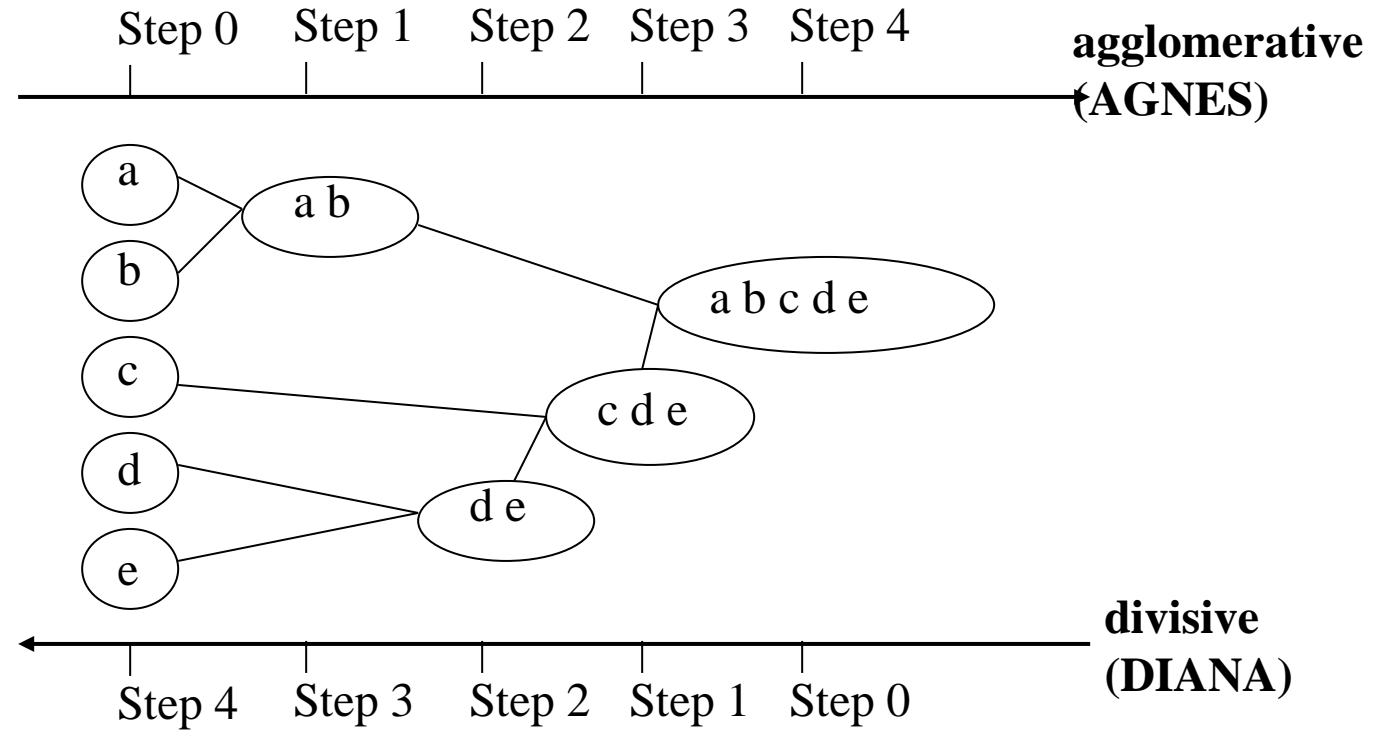 Step 0 Step 1 Step 2 Step 3 Step 4
agglomerative
(AGNES)
a
a b
b
a b c d e
c
c d e
d
d e
e
divisive
(DIANA)
Step 4 Step 3 Step 2 Step 1 Step 0